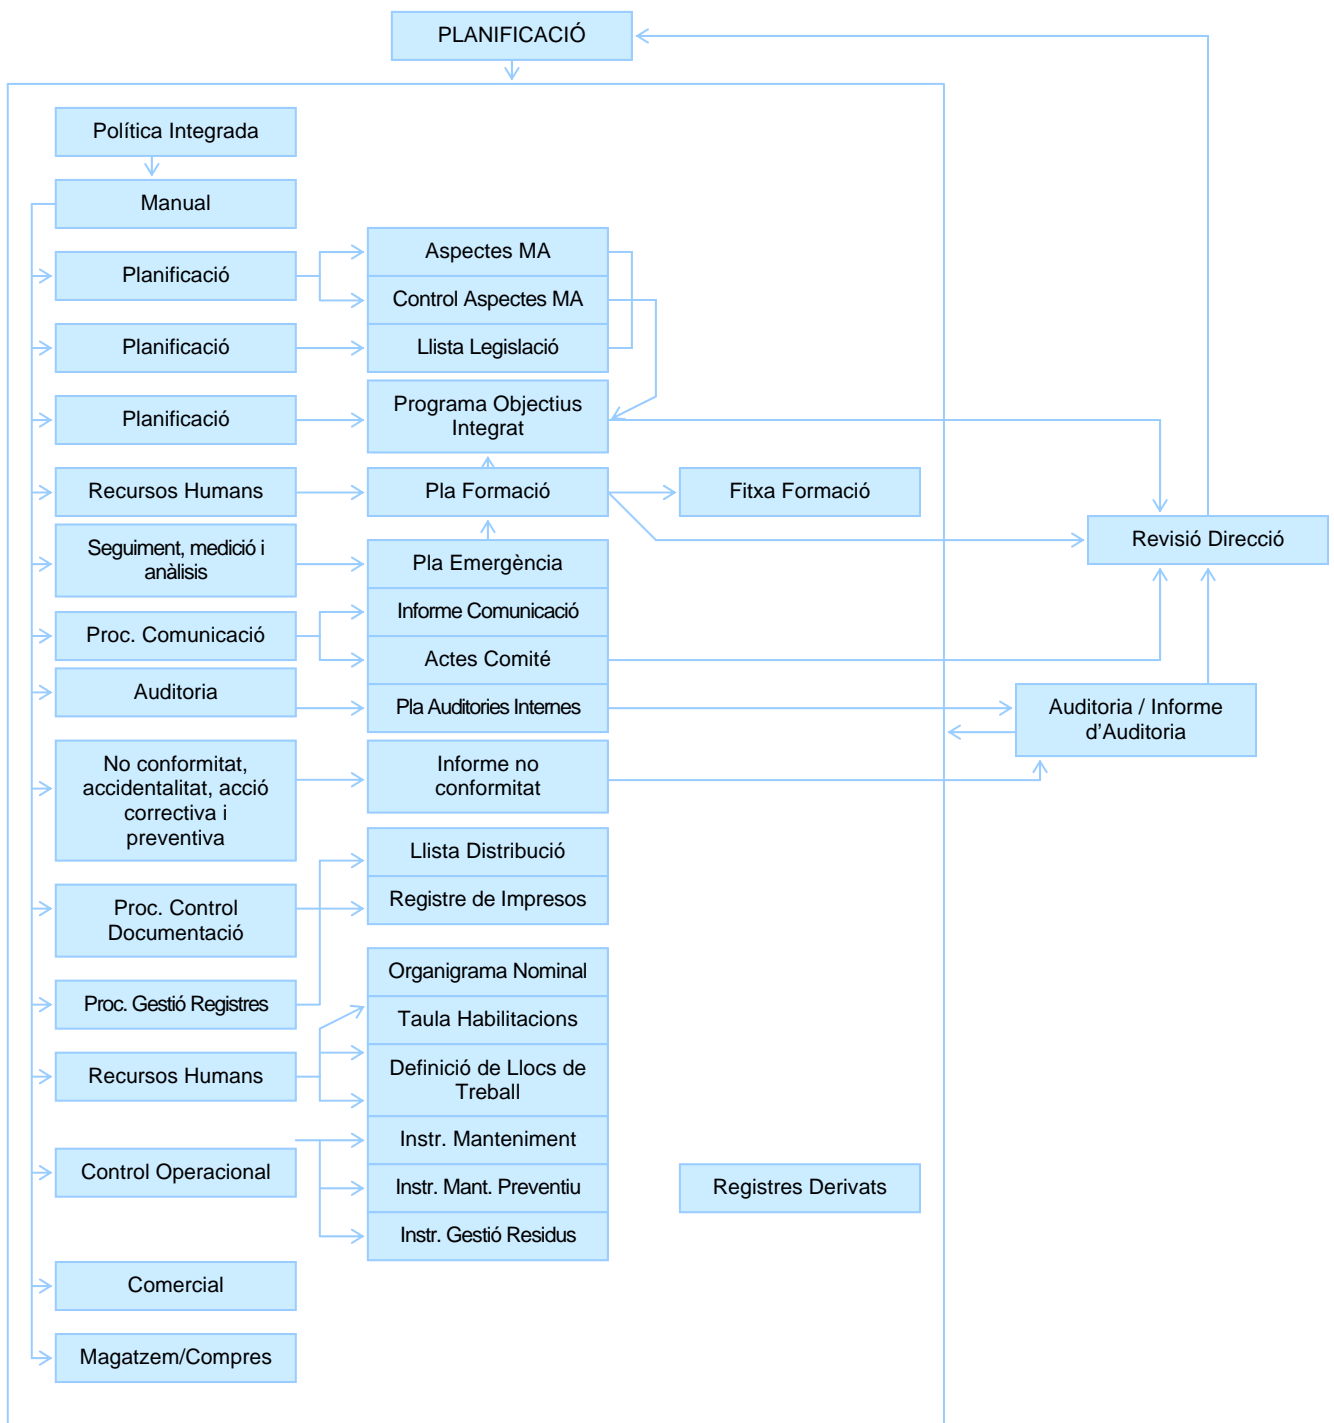 PLANIFICACIÓ
Política Integrada
Manual
Planificació
Aspectes MA
Control Aspectes MA
Planificació
Llista Legislació
Planificació
Programa Objectius
Integrat
Recursos Humans
Pla Formació
Fitxa Formació
Seguiment, medició i
anàlisis
Pla Emergència
Revisió Direcció
Proc. Comunicació
Informe Comunicació
Actes Comité
Auditoria
Pla Auditories Internes
Auditoria / Informe
d’Auditoria
No conformitat,
accidentalitat, acció
correctiva i
preventiva
Informe no
conformitat
Llista Distribució
Registre de Impresos
Proc. Control
Documentació
Proc. Gestió Registres
Organigrama Nominal
Taula Habilitacions
Recursos Humans
Definició de Llocs de
Treball
Control Operacional
Instr. Manteniment
Instr. Mant. Preventiu
Instr. Gestió Residus
Registres Derivats
Comercial
Magatzem/Compres